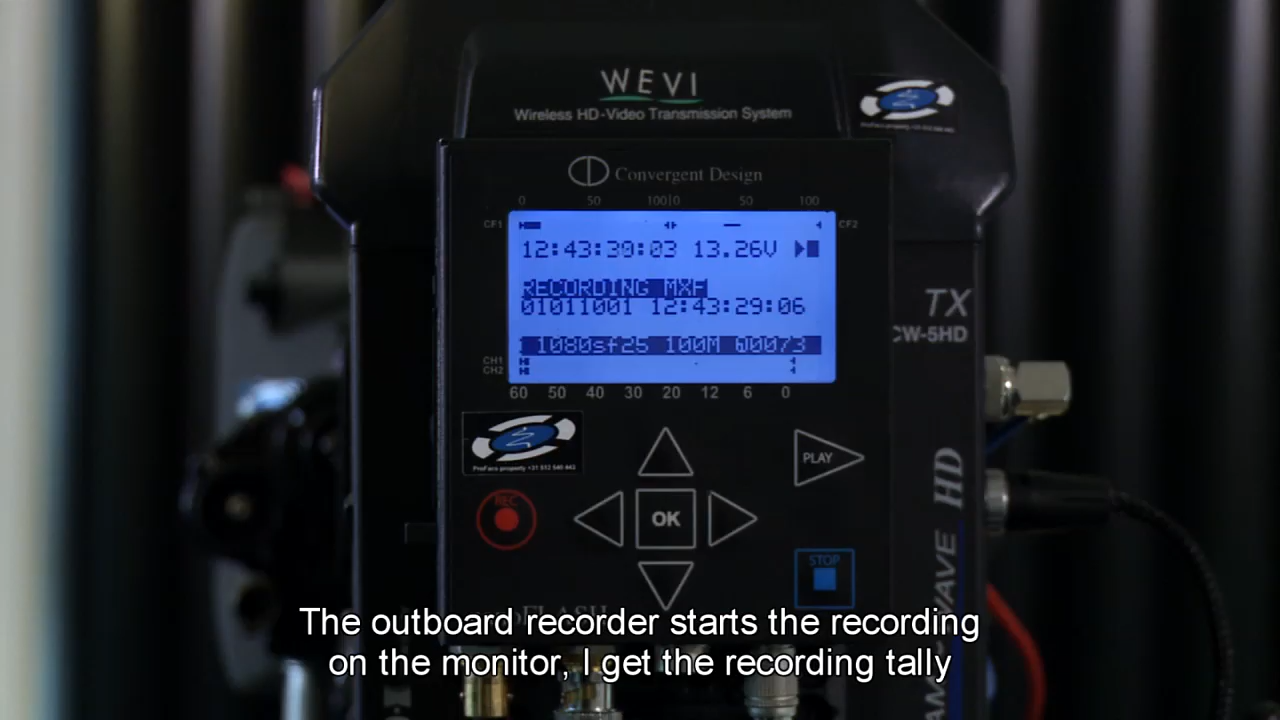 WEVI
Wireless HD-Video Transmission System
Convergent Design
0 50 100|0 50 100
CF1 CF2
12:43:39:03 13.26V
RECORDING MXF
01011001 12:43:29:06
1080sf25 100M
CH1
CH2
60 50 40 30 20 12 6 0
TX
CW-5HD
PLAY
REC
OK
STOP
FLASH
WAVE HD
The outboard recorder starts the recording
on the monitor, I get the recording tally